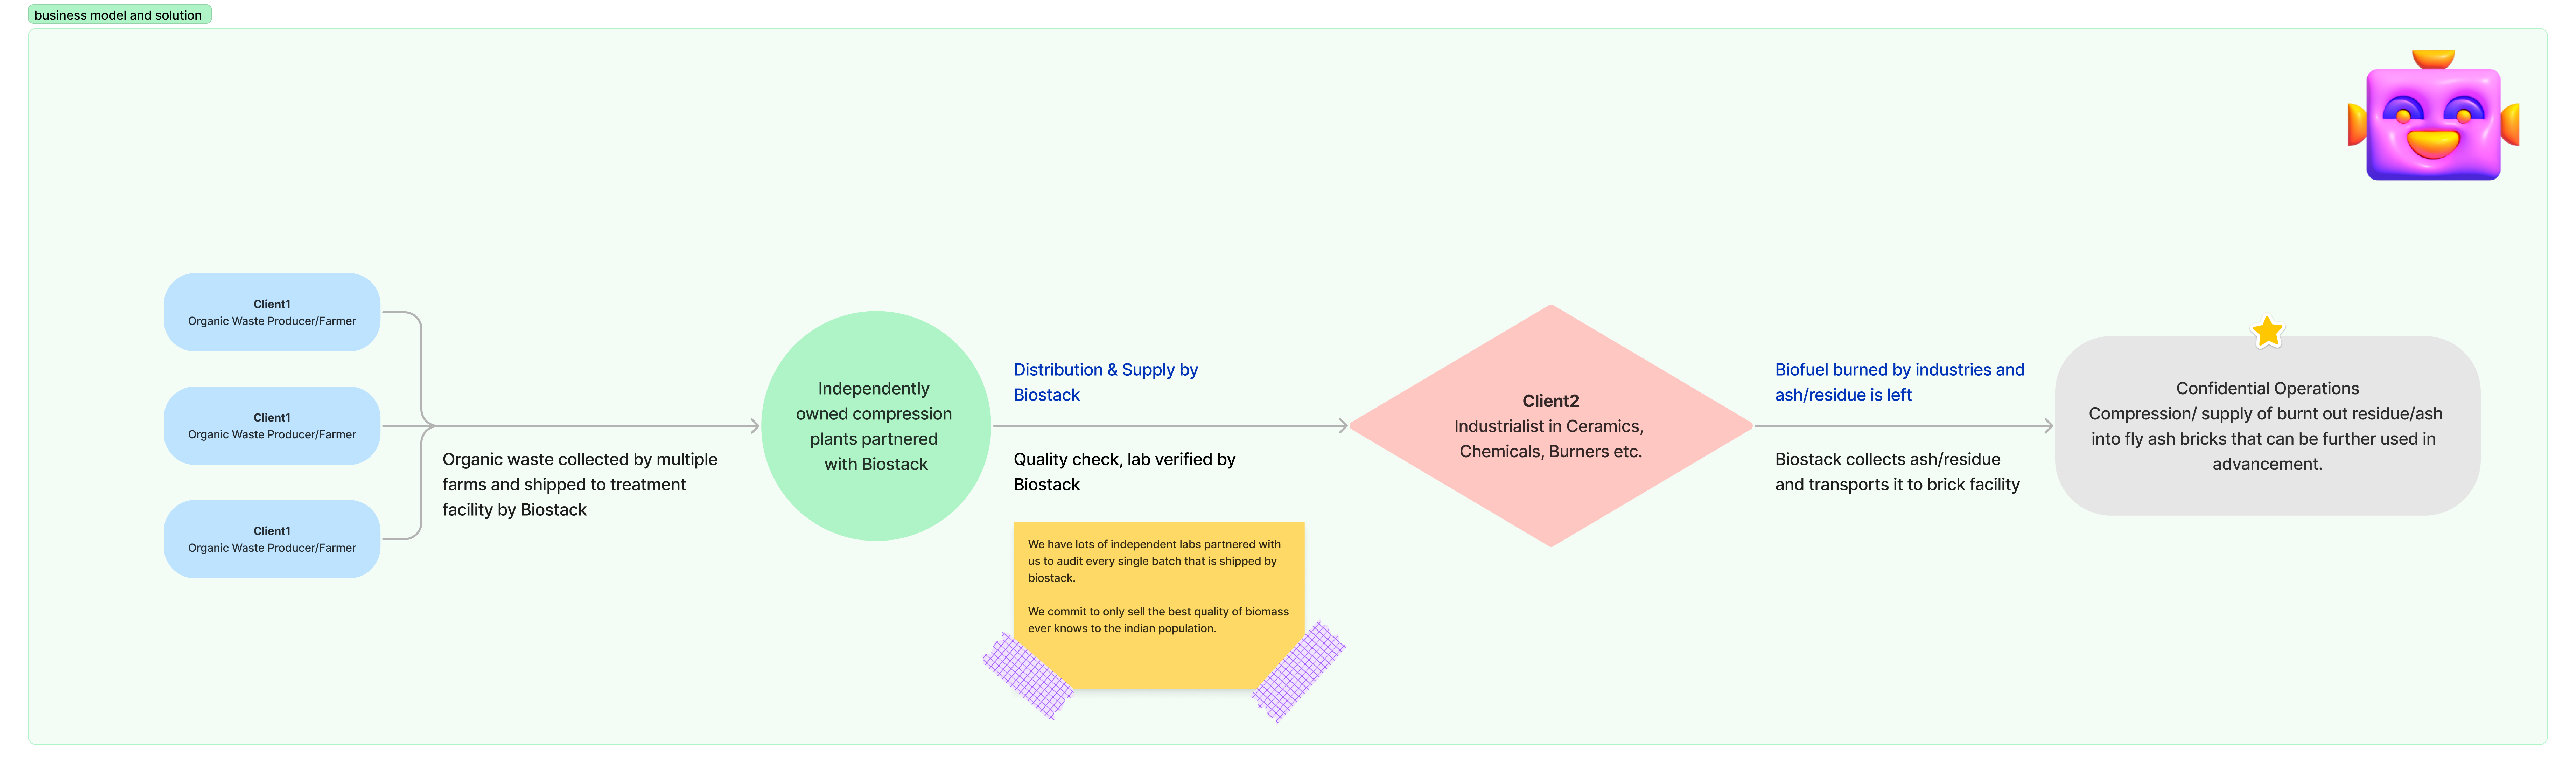 business model and solution
Client1
Organic Waste Producer/Farmer
Client1
Organic Waste Producer/Farmer
Client1
Organic Waste Producer/Farmer
Organic waste collected by multiple
farms and shipped to treatment
facility by Biostack
Independently
owned compression
plants partnered
with Biostack
Distribution & Supply by
Biostack
Quality check, lab verified by
Biostack
We have lots of independent labs partnered with
us to audit every single batch that is shipped by
biostack.
We commit to only sell the best quality of biomass
ever knows to the indian population.
Client2
Industrialist in Ceramics,
Chemicals, Burners etc.
Biofuel burned by industries and
ash/residue is left
Biostack collects ash/residue
and transports it to brick facility
Confidential Operations
Compression/ supply of burnt out residue/ash
into fly ash bricks that can be further used in
advancement.